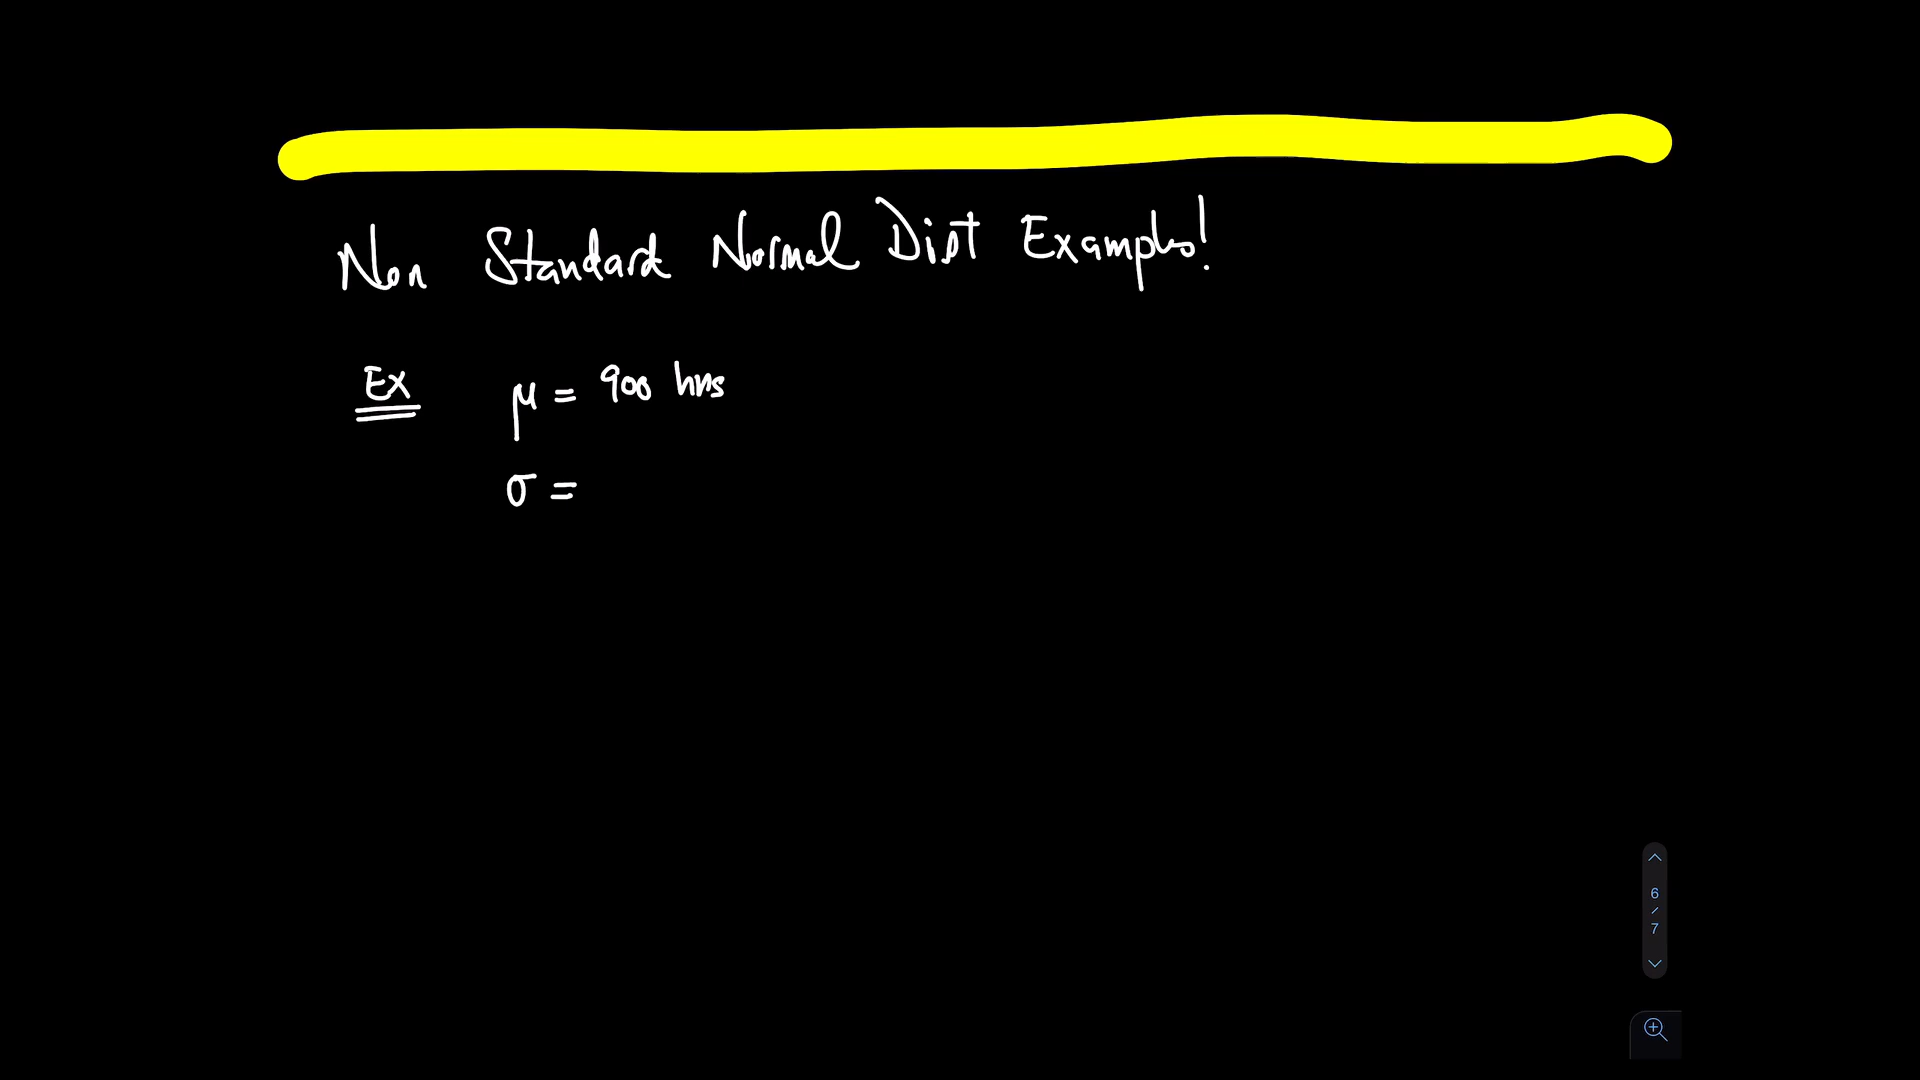 Non Standard Normal Dist Examples!
Ex μ = 900 hrs
σ =
6
/
7